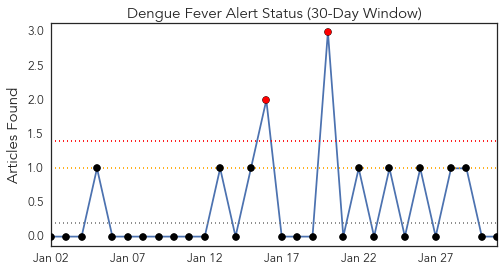 Dengue Fever Alert Status (30-Day Window)
Articles Found
3.0
2.5
2.0
1.5
1.0
0.5
0.0
Jan 02 Jan 07 Jan 12 Jan 17 Jan 22 Jan 27